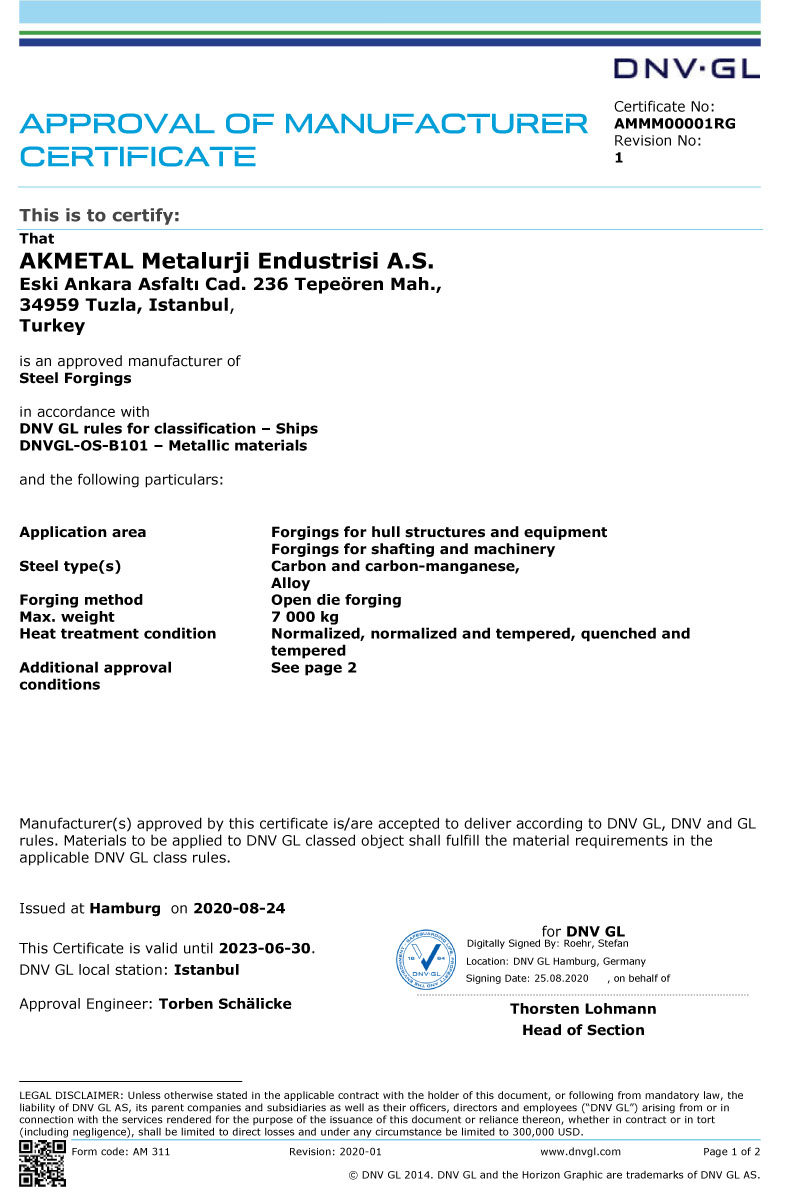 DNV·GL
Certificate No:
AMMM00001RG
Revision No:
1
APPROVAL OF MANUFACTURER
CERTIFICATE
This is to certify:
That
AKMETAL Metalurji Endustrisi A.S.
Eski Ankara Asfaltı Cad. 236 Tepeören Mah.,
34959 Tuzla, Istanbul,
Turkey
is an approved manufacturer of
Steel Forgings
in accordance with
DNV GL rules for classification – Ships
DNVGL-OS-B101 – Metallic materials
and the following particulars:
Application area Forgings for hull structures and equipment
Forgings for shafting and machinery
Steel type(s) Carbon and carbon-manganese,
Alloy
Forging method Open die forging
Max. weight 7 000 kg
Heat treatment condition Normalized, normalized and tempered, quenched and
tempered
Additional approval See page 2
conditions
Manufacturer(s) approved by this certificate is/are accepted to deliver according to DNV GL, DNV and GL
rules. Materials to be applied to DNV GL classed object shall fulfill the material requirements in the
applicable DNV GL class rules.
Issued at Hamburg on 2020-08-24
This Certificate is valid until 2023-06-30.
DNV GL local station: Istanbul
Approval Engineer: Torben Schälicke
SAFEGUARDING LIFE, PROPERTY AND THE ENVIRONMENT
18 64
DNV·GL
for DNV GL
Digitally Signed By: Roehr, Stefan
Location: DNV GL Hamburg, Germany
Signing Date: 25.08.2020 , on behalf of
Thorsten Lohmann
Head of Section
LEGAL DISCLAIMER: Unless otherwise stated in the applicable contract with the holder of this document, or following from mandatory law, the
liability of DNV GL AS, its parent companies and subsidiaries as well as their officers, directors and employees (“DNV GL”) arising from or in
connection with the services rendered for the purpose of the issuance of this document or reliance thereon, whether in contract or in tort
(including negligence), shall be limited to direct losses and under any circumstance be limited to 300,000 USD.
Form code: AM 311 Revision: 2020-01 www.dnvgl.com Page 1 of 2
© DNV GL 2014. DNV GL and the Horizon Graphic are trademarks of DNV GL AS.